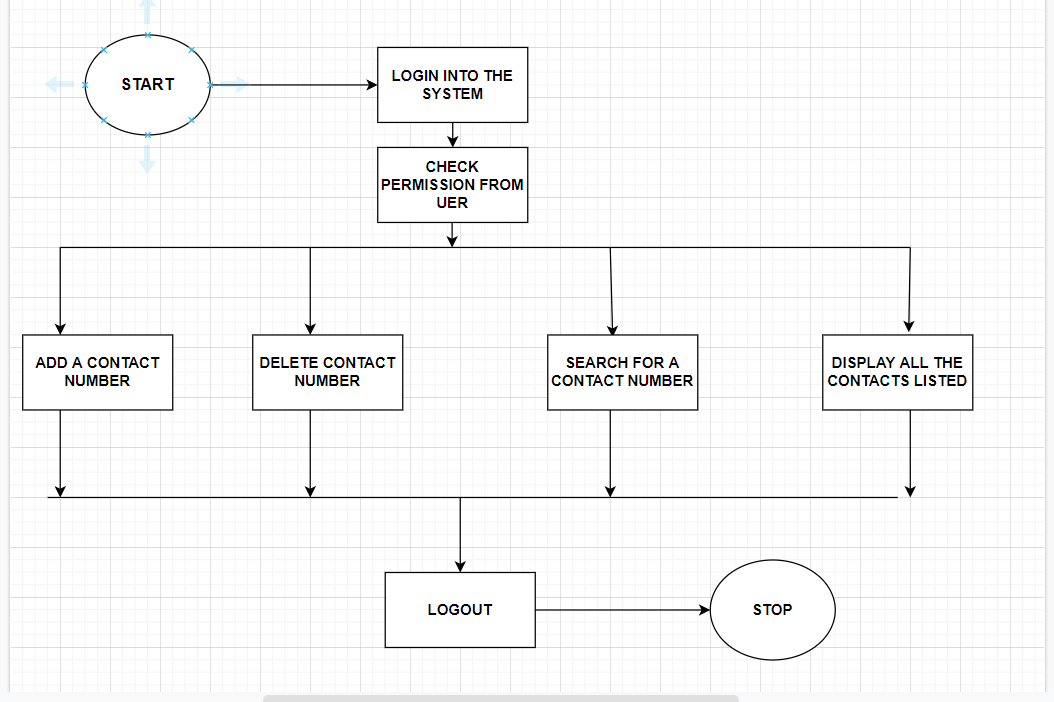 START
LOGIN INTO THE
SYSTEM
CHECK
PERMISSION FROM
UER
ADD A CONTACT
NUMBER
DELETE CONTACT
NUMBER
SEARCH FOR A
CONTACT NUMBER
DISPLAY ALL THE
CONTACTS LISTED
LOGOUT
STOP